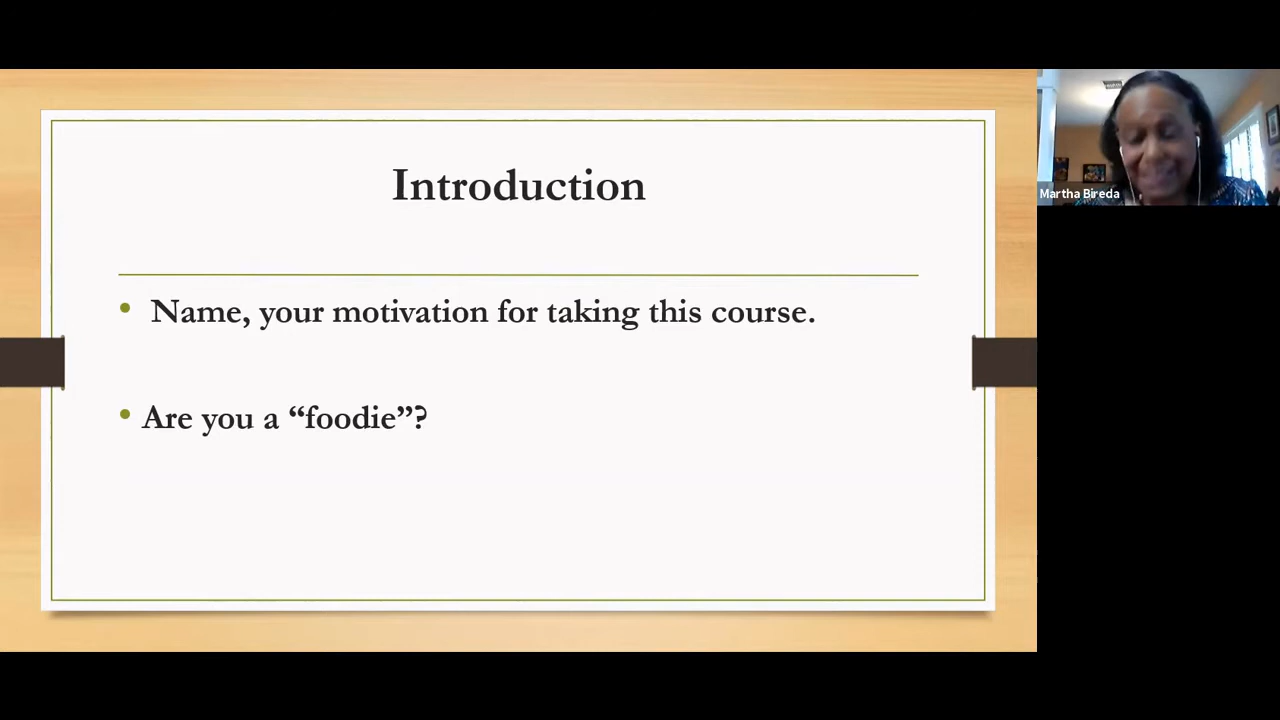 Introduction
Name, your motivation for taking this course.
Are you a “foodie”?
Martha Bireda